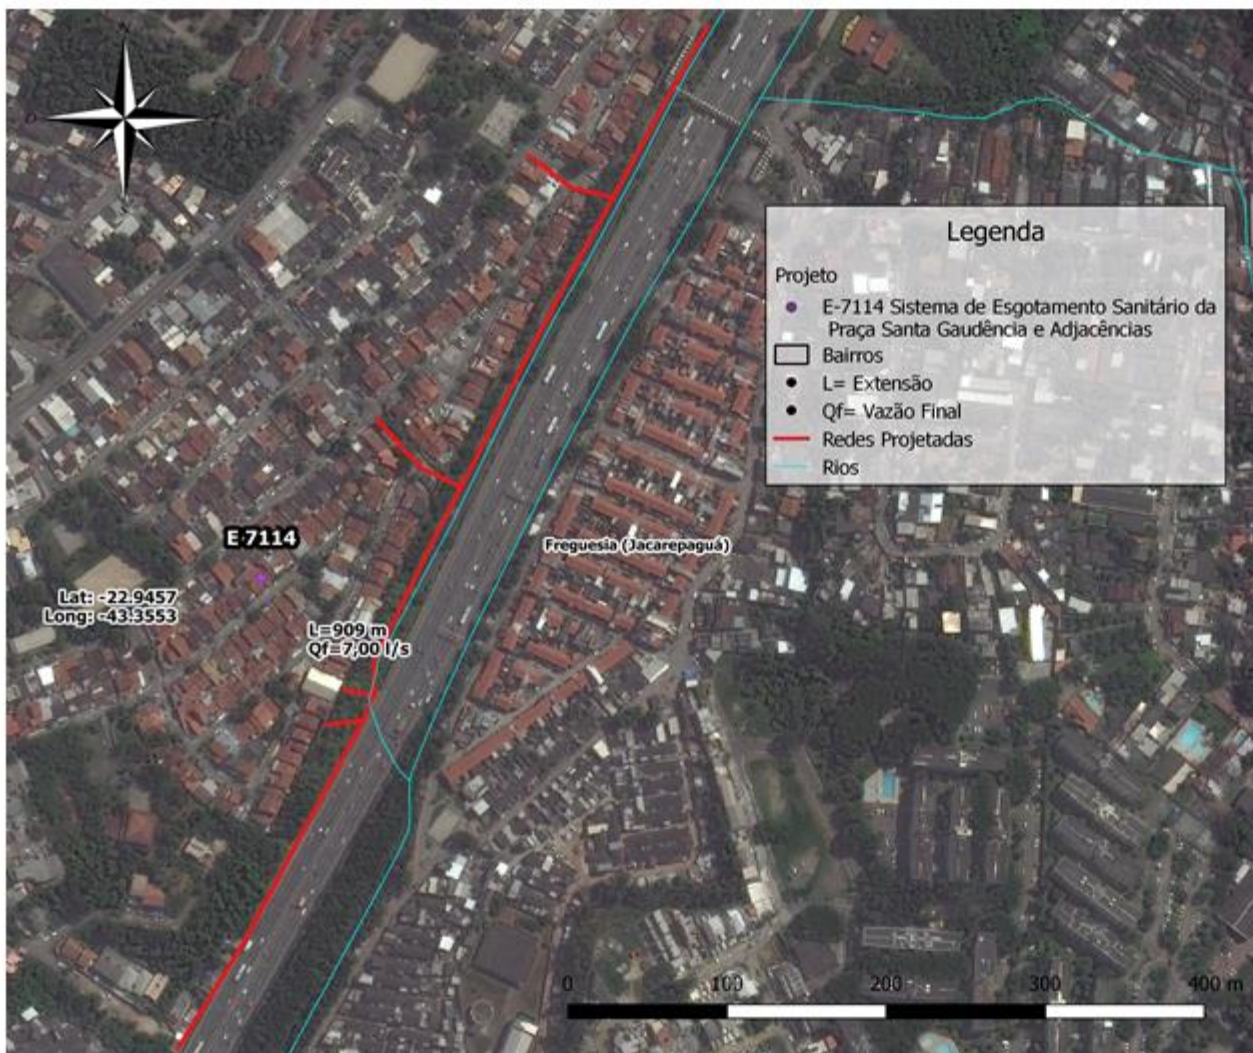 Legenda
Projeto
E-7114 Sistema de Esgotamento Sanitário da
Praça Santa Gaudência e Adjacências
Bairros
L= Extensão
Qf= Vazão Final
Redes Projetadas
Rios
E 7114
Freguesia (Jacarepaguá)
Lat: -22.9457
Long: -43.3553
L=909 m
Qf=7,00 l/s
0 100 200 300 400 m